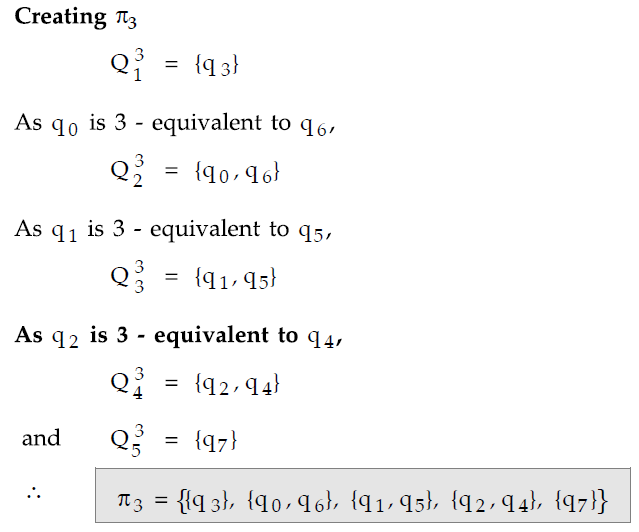 Creating π₃
Q₁³ = {q₃}
As q₀ is 3 - equivalent to q₆,
Q₂³ = {q₀, q₆}
As q₁ is 3 - equivalent to q₅,
Q₃³ = {q₁, q₅}
As q₂ is 3 - equivalent to q₄,
Q₄³ = {q₂, q₄}
and Q₅³ = {q₇}
∴ π₃ = {{q₃}, {q₀, q₆}, {q₁, q₅}, {q₂, q₄}, {q₇}}